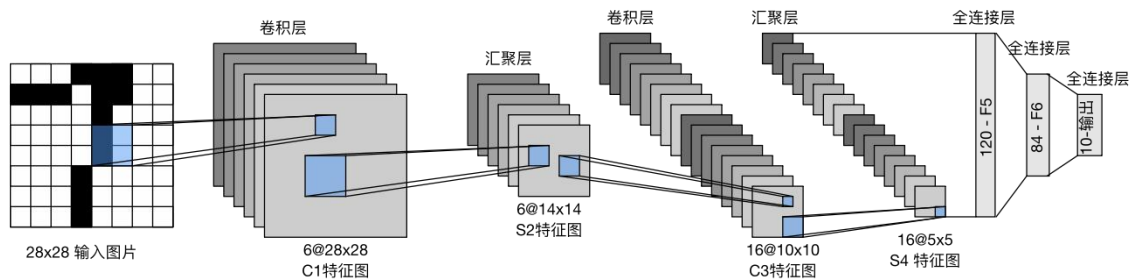 卷积层
汇聚层
卷积层
汇聚层
全连接层
全连接层
全连接层
120 - F5
84 - F6
10-输出
28x28 输入图片
6@28x28
C1特征图
6@14x14
S2特征图
16@10x10
C3特征图
16@5x5
S4 特征图